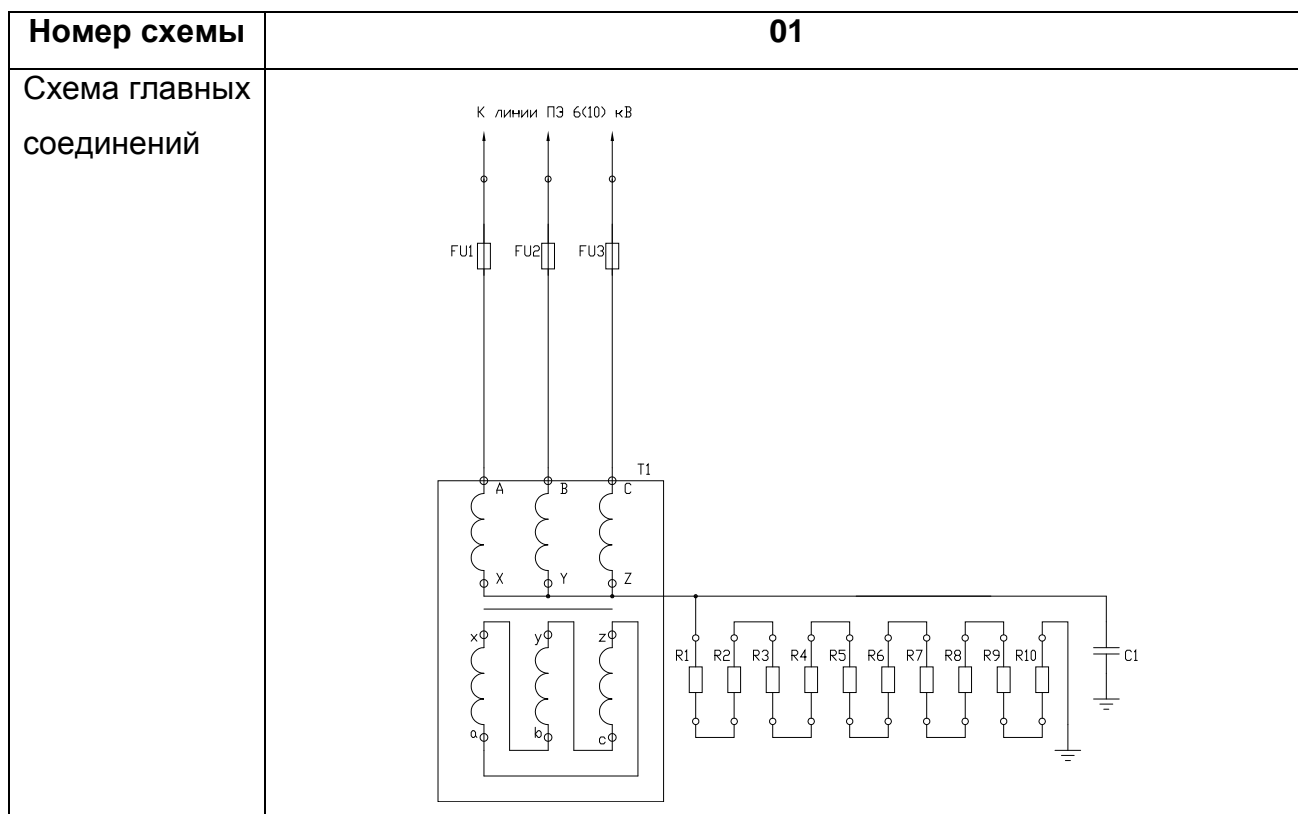 Номер схемы
01
Схема главных
соединений
К линии ПЭ 6(10) кВ
FU1 FU2 FU3
T1
A B C
X Y Z
x y z
R1 R2 R3 R4 R5 R6 R7 R8 R9 R10 C1
a b c